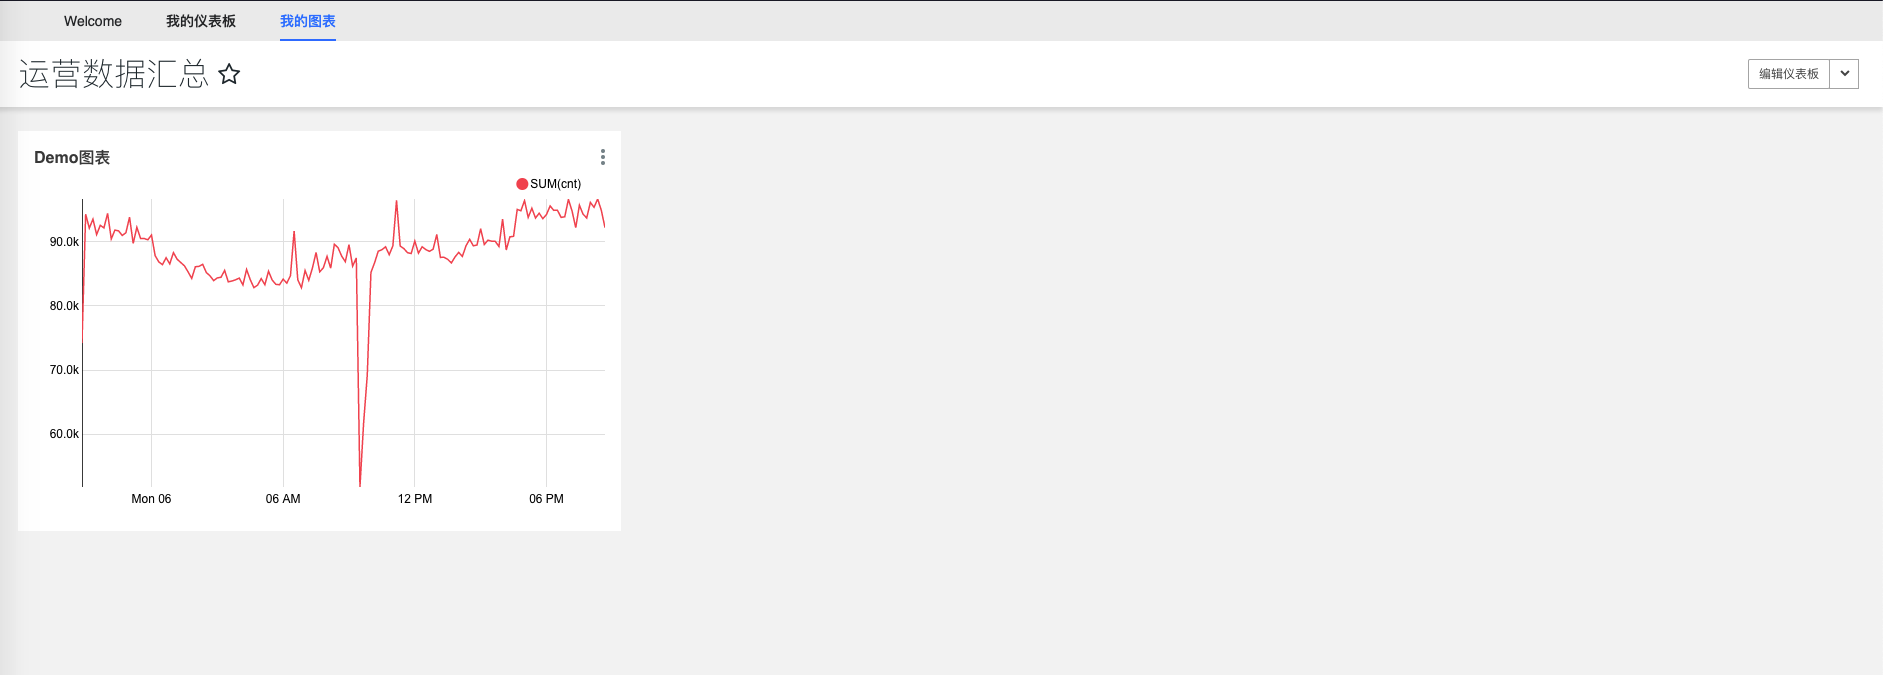 Welcome 我的仪表板 我的图表
运营数据汇总
编辑仪表板
Demo图表
SUM(cnt)
90.0k
80.0k
70.0k
60.0k
Mon 06 06 AM 12 PM 06 PM